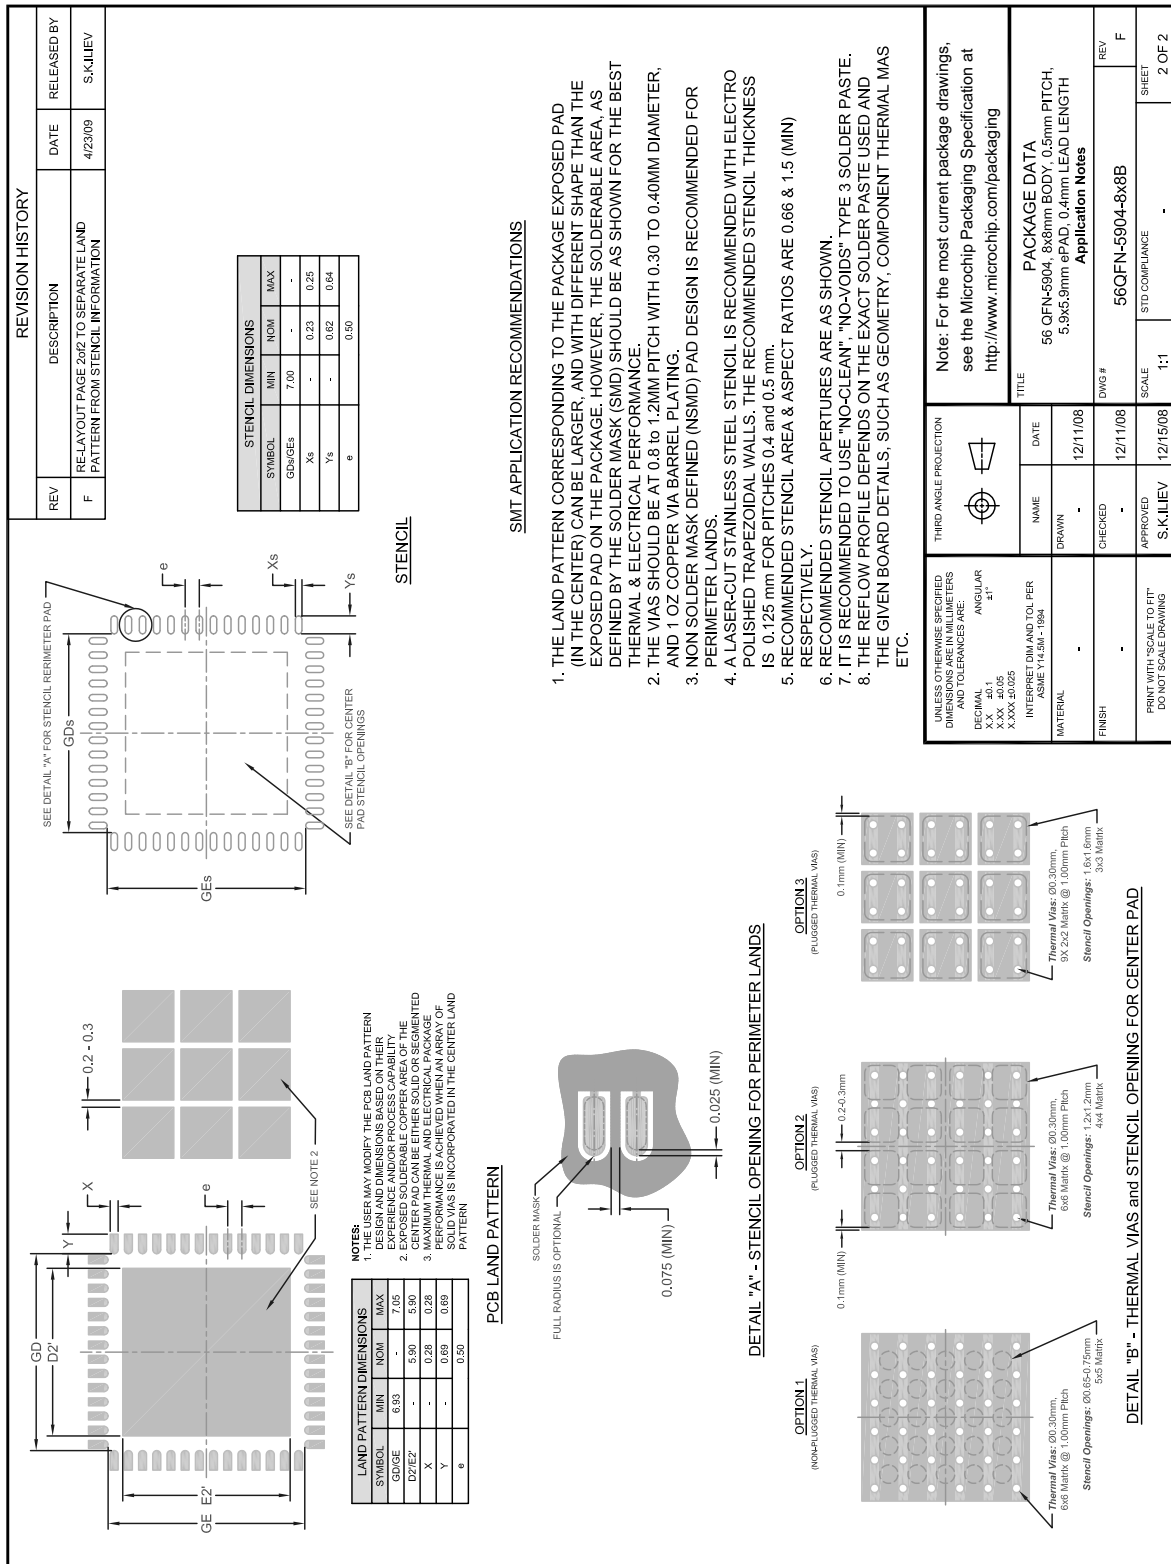 REVISION HISTORY
REV
DESCRIPTION
DATE
RELEASED BY
F
RE-LAYOUT PAGE 2of2 TO SEPARATE LAND
PATTERN FROM STENCIL INFORMATION
4/23/09
S.K.ILIEV
GD
D2'
GE
E2'
Y
X
e
0.2 - 0.3
SEE NOTE 2
LAND PATTERN DIMENSIONS
SYMBOL MIN NOM MAX
GD/GE 6.93 - 7.05
D2'/E2' - 5.90 5.90
X - 0.28 0.28
Y - 0.69 0.69
e 0.50
NOTES:
1. THE USER MAY MODIFY THE PCB LAND PATTERN
DESIGN AND DIMENSIONS BASED ON THEIR
EXPERIENCE AND/OR PROCESS CAPABILITY
2. EXPOSED SOLDERABLE COPPER AREA OF THE
CENTER PAD CAN BE EITHER SOLID OR SEGMENTED
3. MAXIMUM THERMAL AND ELECTRICAL PACKAGE
PERFORMANCE IS ACHIEVED WHEN AN ARRAY OF
SOLID VIAS IS INCORPORATED IN THE CENTER LAND
PATTERN
PCB LAND PATTERN
SEE DETAIL "A" FOR STENCIL RERIMETER PAD
GDs
GEs
e
Xs
Ys
SEE DETAIL "B" FOR CENTER
PAD STENCIL OPENINGS
STENCIL
STENCIL DIMENSIONS
SYMBOL MIN NOM MAX
GDs/GEs 7.00 - -
Xs - 0.23 0.25
Ys - 0.62 0.64
e 0.50
SOLDER MASK
FULL RADIUS IS OPTIONAL
0.075 (MIN)
0.025 (MIN)
DETAIL "A" - STENCIL OPENING FOR PERIMETER LANDS
SMT APPLICATION RECOMMENDATIONS
1. THE LAND PATTERN CORRESPONDING TO THE PACKAGE EXPOSED PAD
(IN THE CENTER) CAN BE LARGER, AND WITH DIFFERENT SHAPE THAN THE
EXPOSED PAD ON THE PACKAGE. HOWEVER, THE SOLDERABLE AREA, AS
DEFINED BY THE SOLDER MASK (SMD) SHOULD BE AS SHOWN FOR THE BEST
THERMAL & ELECTRICAL PERFORMANCE.
2. THE VIAS SHOULD BE AT 0.8 to 1.2MM PITCH WITH 0.30 TO 0.40MM DIAMETER,
AND 1 OZ COPPER VIA BARREL PLATING.
3. NON SOLDER MASK DEFINED (NSMD) PAD DESIGN IS RECOMMENDED FOR
PERIMETER LANDS.
4. A LASER-CUT STAINLESS STEEL STENCIL IS RECOMMENDED WITH ELECTRO
POLISHED TRAPEZOIDAL WALLS. THE RECOMMENDED STENCIL THICKNESS
IS 0.125 mm FOR PITCHES 0.4 and 0.5 mm.
5. RECOMMENDED STENCIL AREA & ASPECT RATIOS ARE 0.66 & 1.5 (MIN)
RESPECTIVELY.
6. RECOMMENDED STENCIL APERTURES ARE AS SHOWN.
7. IT IS RECOMMENDED TO USE "NO-CLEAN", "NO-VOIDS" TYPE 3 SOLDER PASTE.
8. THE REFLOW PROFILE DEPENDS ON THE EXACT SOLDER PASTE USED AND
THE GIVEN BOARD DETAILS, SUCH AS GEOMETRY, COMPONENT THERMAL MAS
ETC.
OPTION 1
(NON-PLUGGED THERMAL VIAS)
Thermal Vias: Ø0.30mm,
6x6 Matrix @ 1.00mm Pitch
Stencil Openings: Ø0.65-0.75mm
5x5 Matrix
OPTION 2
(PLUGGED THERMAL VIAS)
0.1mm (MIN)
0.2-0.3mm
Thermal Vias: Ø0.30mm,
6x6 Matrix @ 1.00mm Pitch
Stencil Openings: 1.2x1.2mm
4x4 Matrix
OPTION 3
(PLUGGED THERMAL VIAS)
0.1mm (MIN)
Thermal Vias: Ø0.30mm,
9X 2x2 Matrix @ 1.00mm Pitch
Stencil Openings: 1.6x1.6mm
3x3 Matrix
DETAIL "B" - THERMAL VIAS and STENCIL OPENING FOR CENTER PAD
UNLESS OTHERWISE SPECIFIED
DIMENSIONS ARE IN MILLIMETERS
AND TOLERANCES ARE:
DECIMAL ANGULAR
X.X ±0.1 ±1°
X.XX ±0.05
X.XXX ±0.025
INTERPRET DIM AND TOL PER
ASME Y14.5M - 1994
MATERIAL
-
FINISH
-
PRINT WITH "SCALE TO FIT"
DO NOT SCALE DRAWING
THIRD ANGLE PROJECTION
NAME DATE
DRAWN
- 12/11/08
CHECKED
- 12/11/08
APPROVED
S.K.ILIEV 12/15/08
Note: For the most current package drawings,
see the Microchip Packaging Specification at
http://www.microchip.com/packaging
TITLE
PACKAGE DATA
56 QFN-5904, 8x8mm BODY, 0.5mm PITCH,
5.9x5.9mm ePAD, 0.4mm LEAD LENGTH
Application Notes
DWG #
56QFN-5904-8x8B
REV
F
SCALE
1:1
STD COMPLIANCE
-
SHEET
2 OF 2